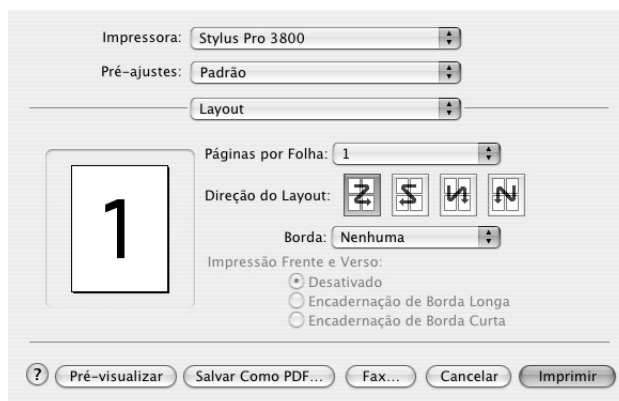 Impressora: Stylus Pro 3800
Pré-ajustes: Padrão
Layout
Páginas por Folha: 1
1
Direção do Layout:
Borda: Nenhuma
Impressão Frente e Verso:
Desativado
Encadernação de Borda Longa
Encadernação de Borda Curta
? Pré-visualizar Salvar Como PDF... Fax... Cancelar Imprimir